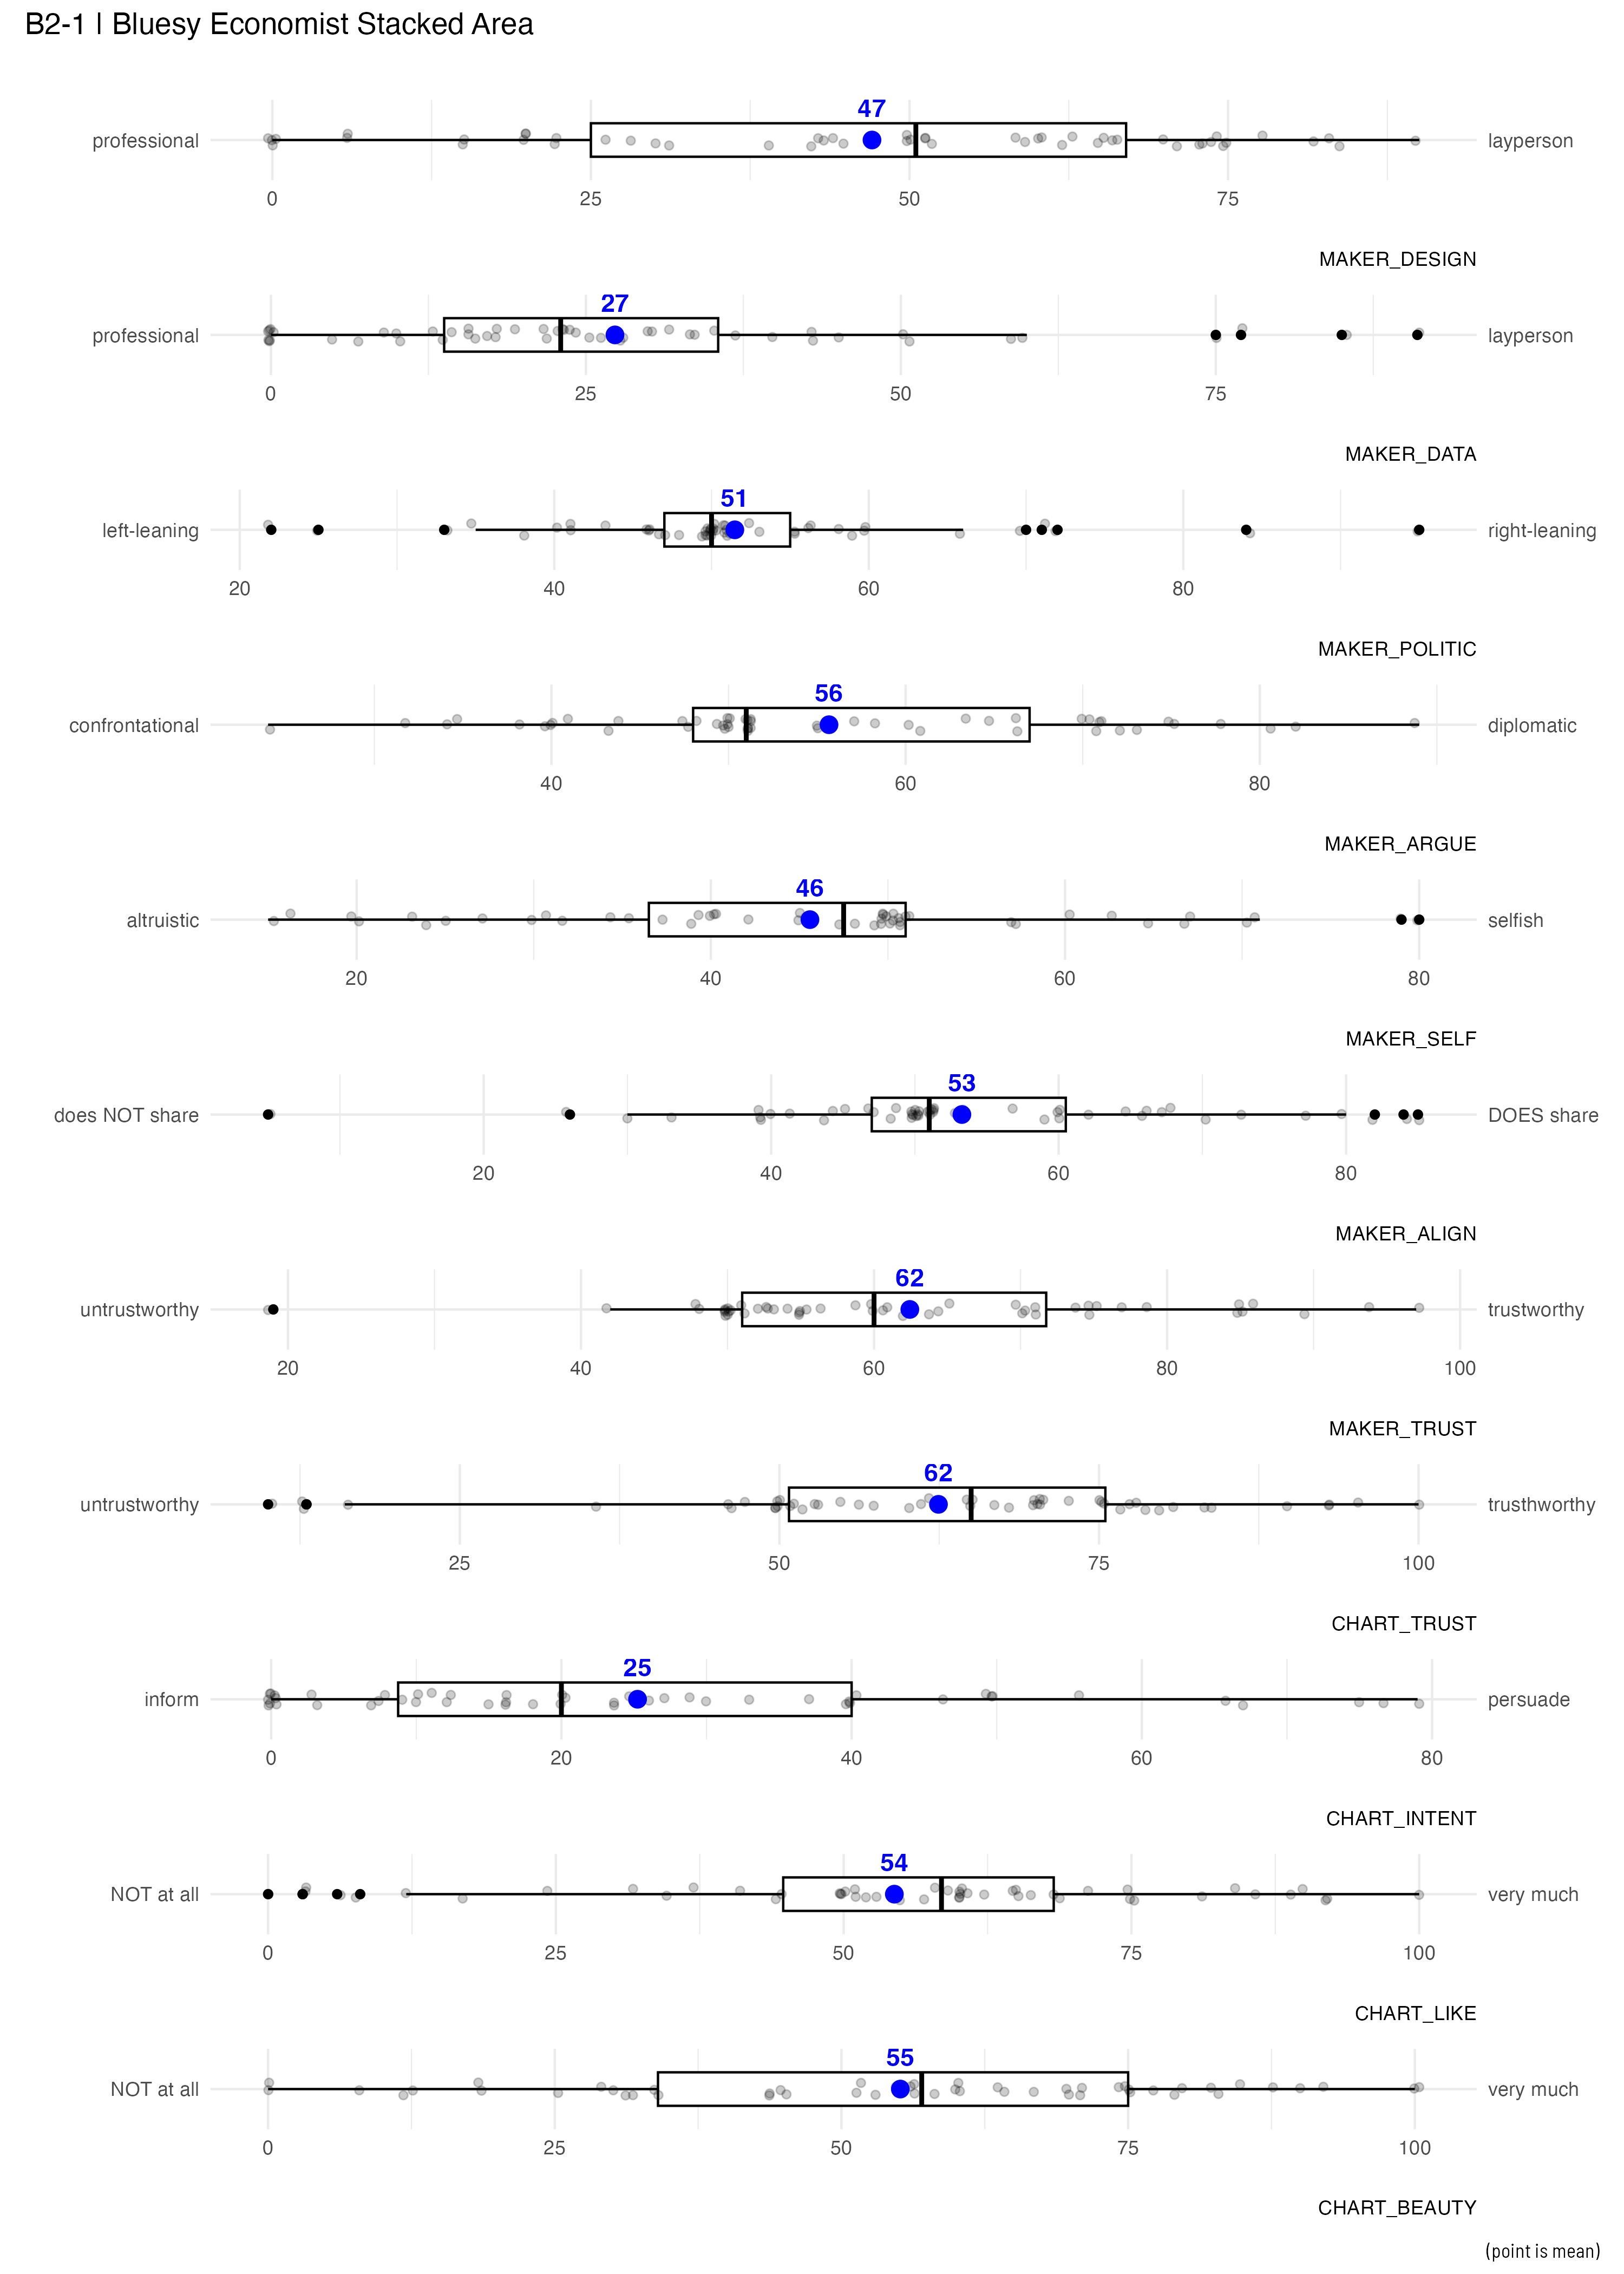 B2-1 | Bluesy Economist Stacked Area
47
professional layperson
0 25 50 75
MAKER_DESIGN
27
professional layperson
0 25 50 75
MAKER_DATA
51
left-leaning right-leaning
20 40 60 80
MAKER_POLITIC
56
confrontational diplomatic
40 60 80
MAKER_ARGUE
46
altruistic selfish
20 40 60 80
MAKER_SELF
53
does NOT share DOES share
20 40 60 80
MAKER_ALIGN
62
untrustworthy trustworthy
20 40 60 80 100
MAKER_TRUST
62
untrustworthy trusthworthy
25 50 75 100
CHART_TRUST
25
inform persuade
0 20 40 60 80
CHART_INTENT
54
NOT at all very much
0 25 50 75 100
CHART_LIKE
55
NOT at all very much
0 25 50 75 100
CHART_BEAUTY
(point is mean)